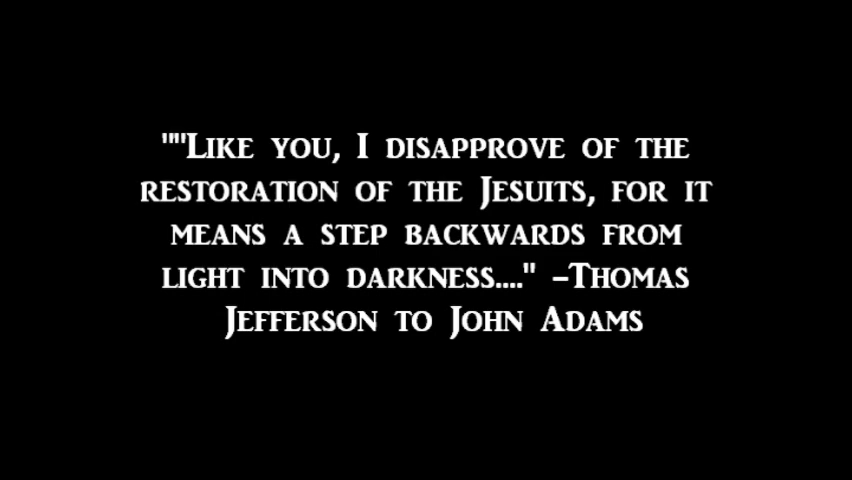 ""Like you, I disapprove of the
restoration of the Jesuits, for it
means a step backwards from
light into darkness...." –Thomas
Jefferson to John Adams